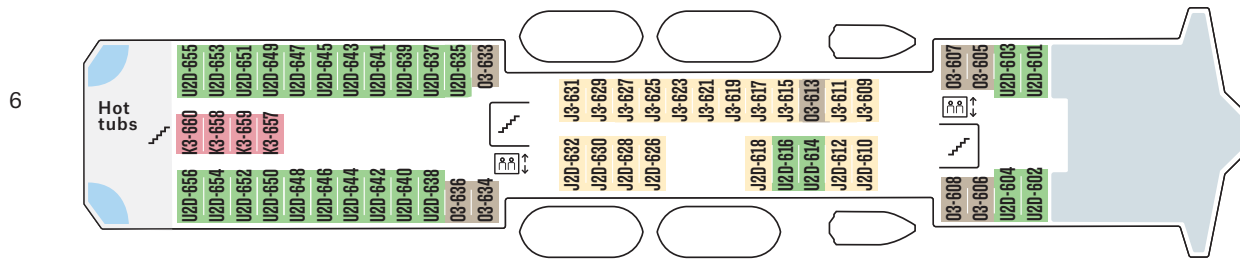 6
Hot
tubs
U2D-655 U2D-653 U2D-651 U2D-649 U2D-647 U2D-645 U2D-643 U2D-641 U2D-639 U2D-637 U2D-635 O3-633
K3-660 K3-658 K3-659 K3-657
U2D-656 U2D-654 U2D-652 U2D-650 U2D-648 U2D-646 U2D-644 U2D-642 U2D-640 U2D-638 O3-636 O3-634
J3-631 J3-629 J3-627 J3-625 J3-623 J3-621 J3-619 J3-617 J3-615 O3-613 J3-611 J3-609
J2D-632 J2D-630 J2D-628 J2D-626 J2D-618 U2D-616 U2D-614 J2D-612 J2D-610
O3-607 O3-605 U2D-603 U2D-601
O3-608 O3-606 U2D-604 U2D-602